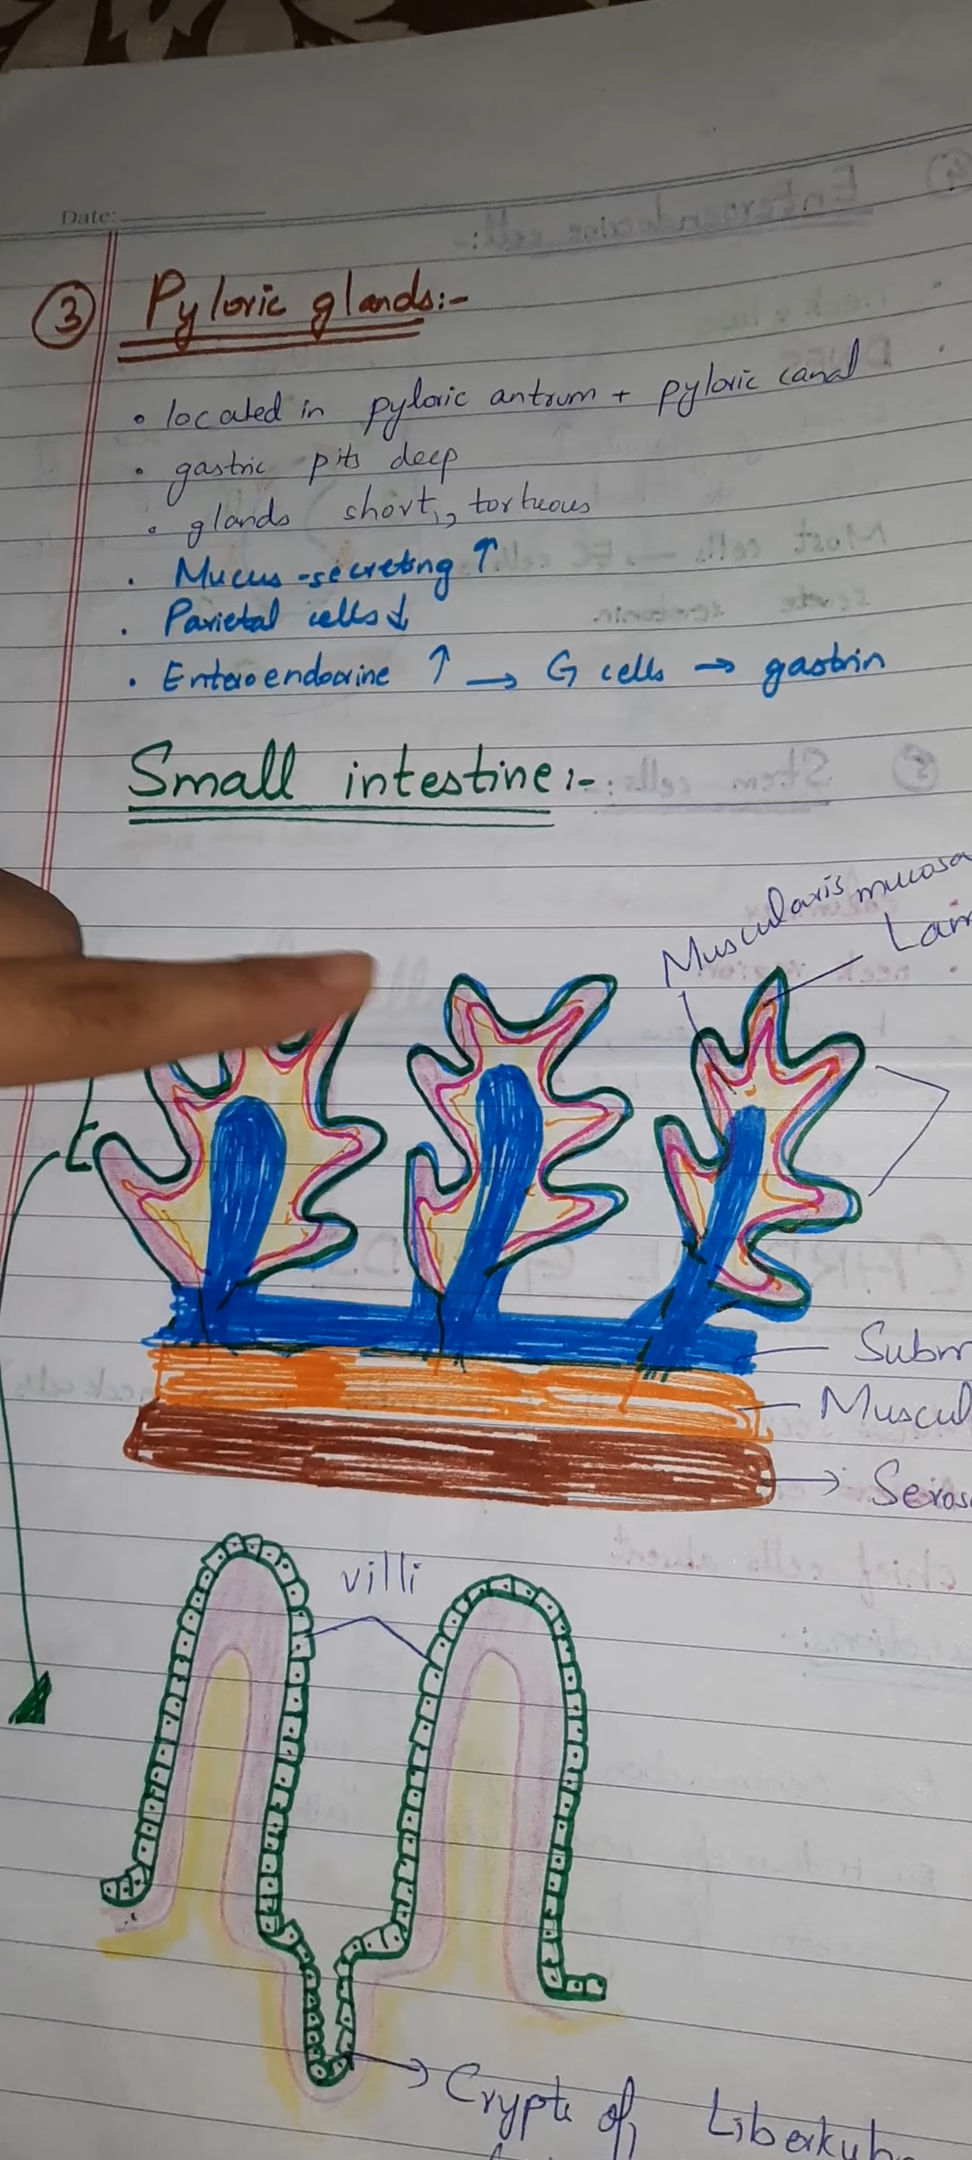 Date:
③ Pyloric glands:-
• located in pyloric antrum + pyloric canal
• gastric pits deep
• glands short, tortuous
• Mucus-secreting ↑
• Parietal cells ↓
• Enteroendocrine ↑ → G cells → gastrin
Small intestine:-
Muscularis mucosa
Lam
Subm
Muscul
Seros
villi
Crypts of Liberkuh